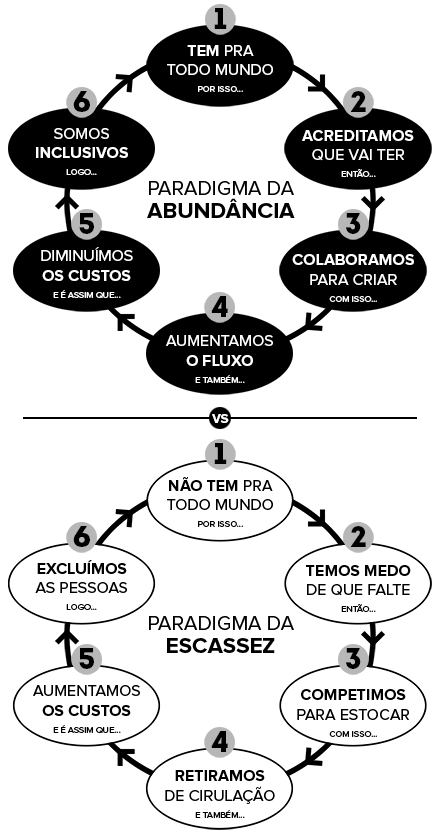 1
TEM PRA
TODO MUNDO
POR ISSO...
2
ACREDITAMOS
QUE VAI TER
ENTÃO...
3
COLABORAMOS
PARA CRIAR
COM ISSO...
4
AUMENTAMOS
O FLUXO
E TAMBÉM...
5
DIMINUÍMOS
OS CUSTOS
E É ASSIM QUE...
6
SOMOS
INCLUSIVOS
LOGO...
PARADIGMA DA
ABUNDÂNCIA
VS
1
NÃO TEM PRA
TODO MUNDO
POR ISSO...
2
TEMOS MEDO
DE QUE FALTE
ENTÃO...
3
COMPETIMOS
PARA ESTOCAR
COM ISSO...
4
RETIRAMOS
DE CIRULAÇÃO
E TAMBÉM...
5
AUMENTAMOS
OS CUSTOS
E É ASSIM QUE...
6
EXCLUÍMOS
AS PESSOAS
LOGO...
PARADIGMA DA
ESCASSEZ